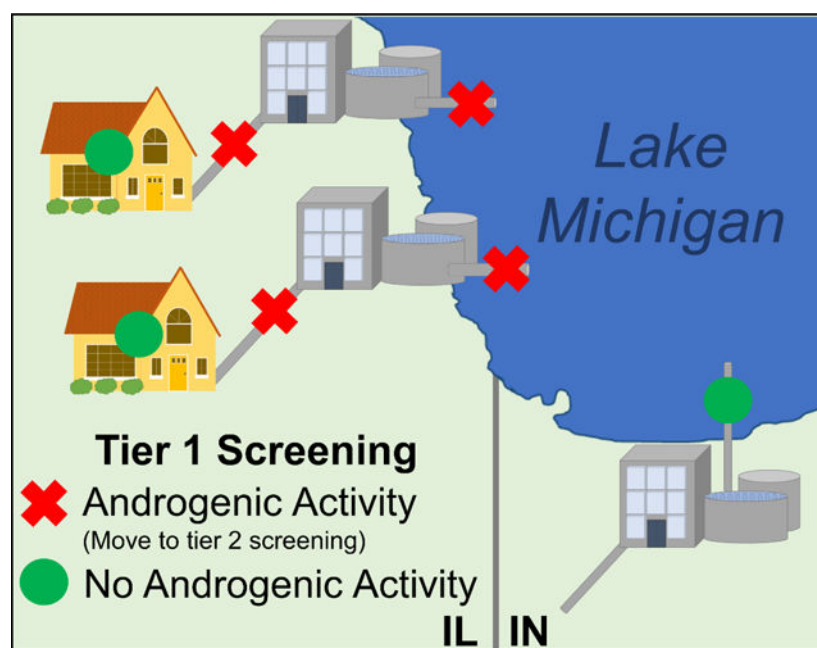 Lake
Michigan
Tier 1 Screening
Androgenic Activity
(Move to tier 2 screening)
No Androgenic Activity
IL IN